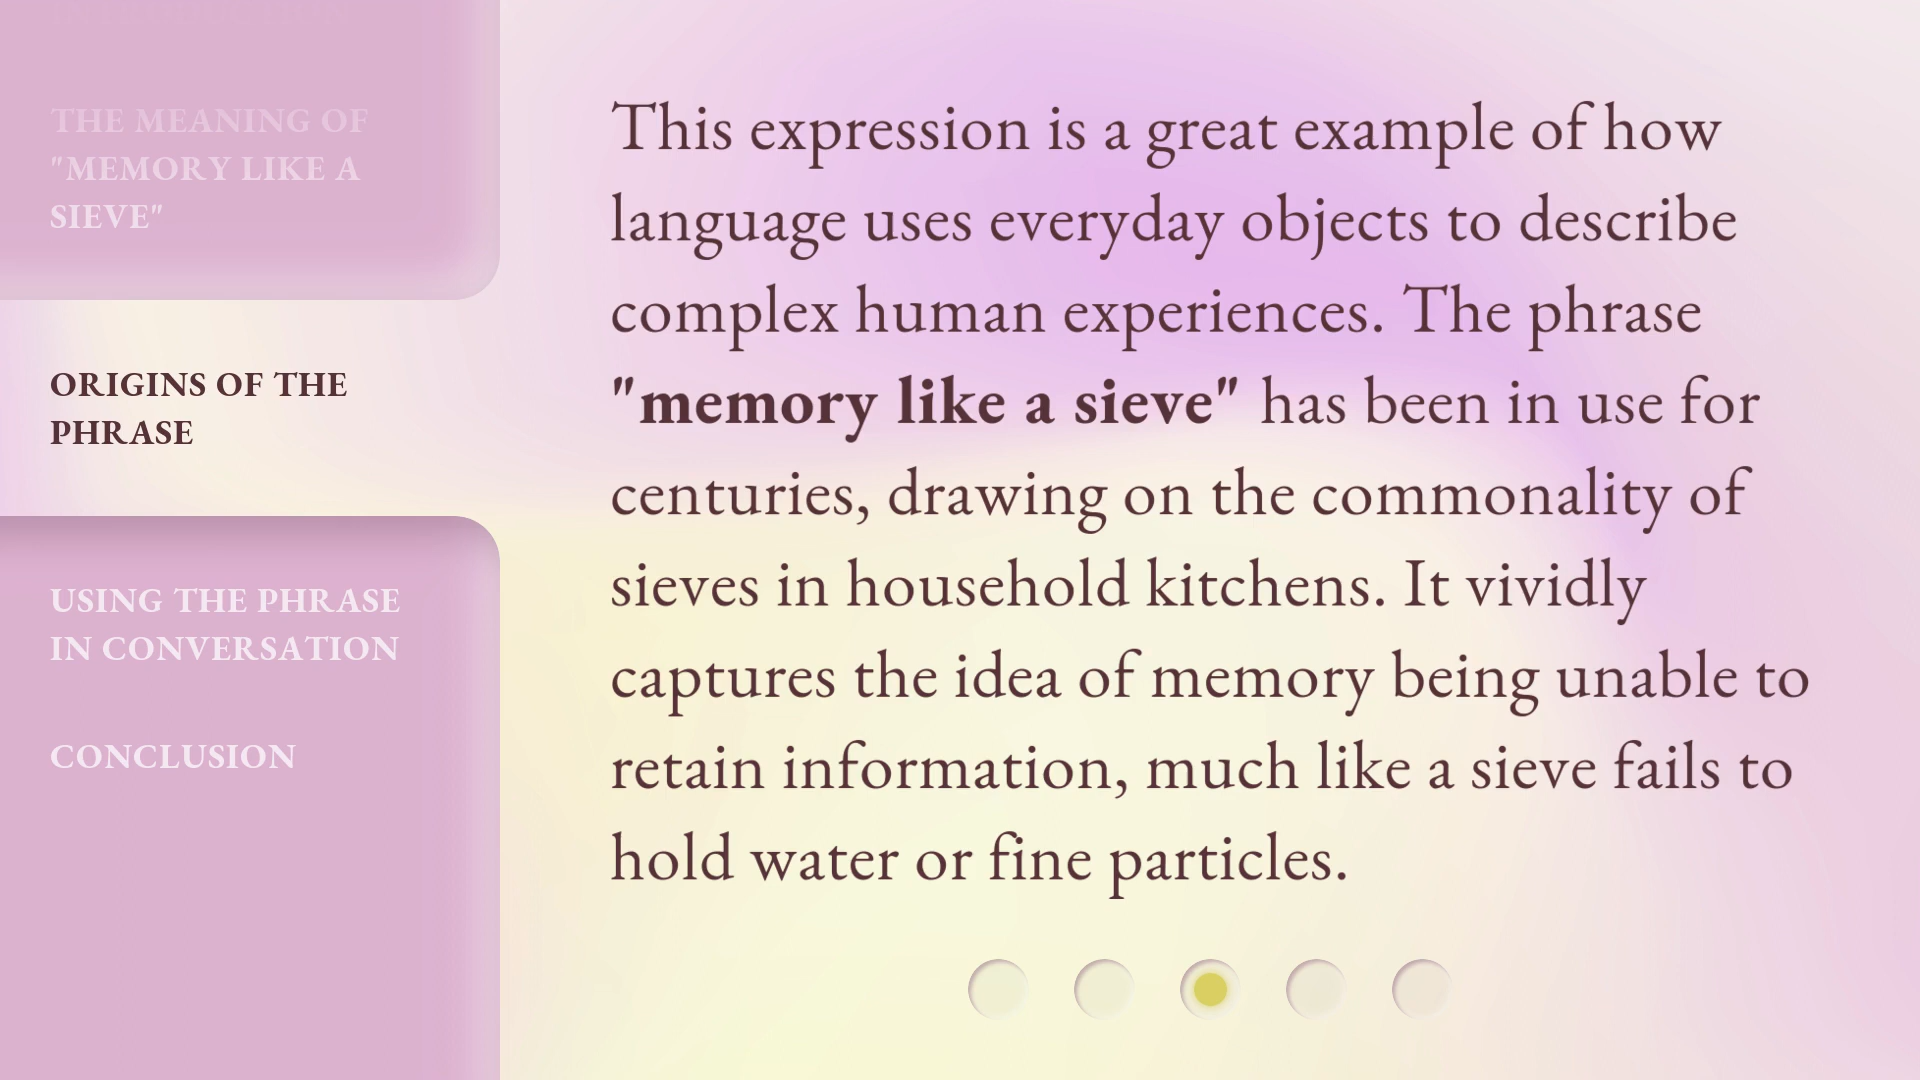 INTRODUCTION
THE MEANING OF
"MEMORY LIKE A
SIEVE"
ORIGINS OF THE
PHRASE
USING THE PHRASE
IN CONVERSATION
CONCLUSION
This expression is a great example of how
language uses everyday objects to describe
complex human experiences. The phrase
"memory like a sieve" has been in use for
centuries, drawing on the commonality of
sieves in household kitchens. It vividly
captures the idea of memory being unable to
retain information, much like a sieve fails to
hold water or fine particles.